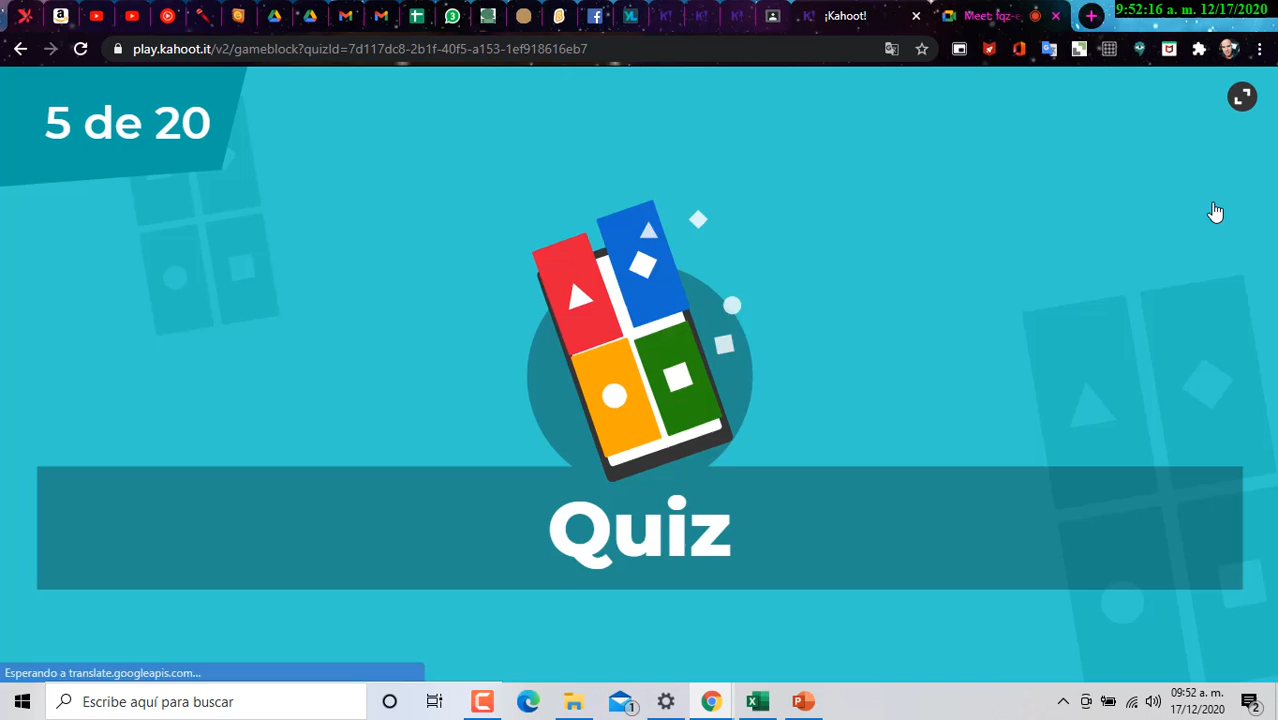 9:52:16 a. m. 12/17/2020
¡Kahoot!
Meet: fqz-e
play.kahoot.it/v2/gameblock?quizId=7d117dc8-2b1f-40f5-a153-1ef918616eb7
5 de 20
Quiz
Esperando a translate.googleapis.com...
Escribe aquí para buscar
09:52 a. m.
17/12/2020